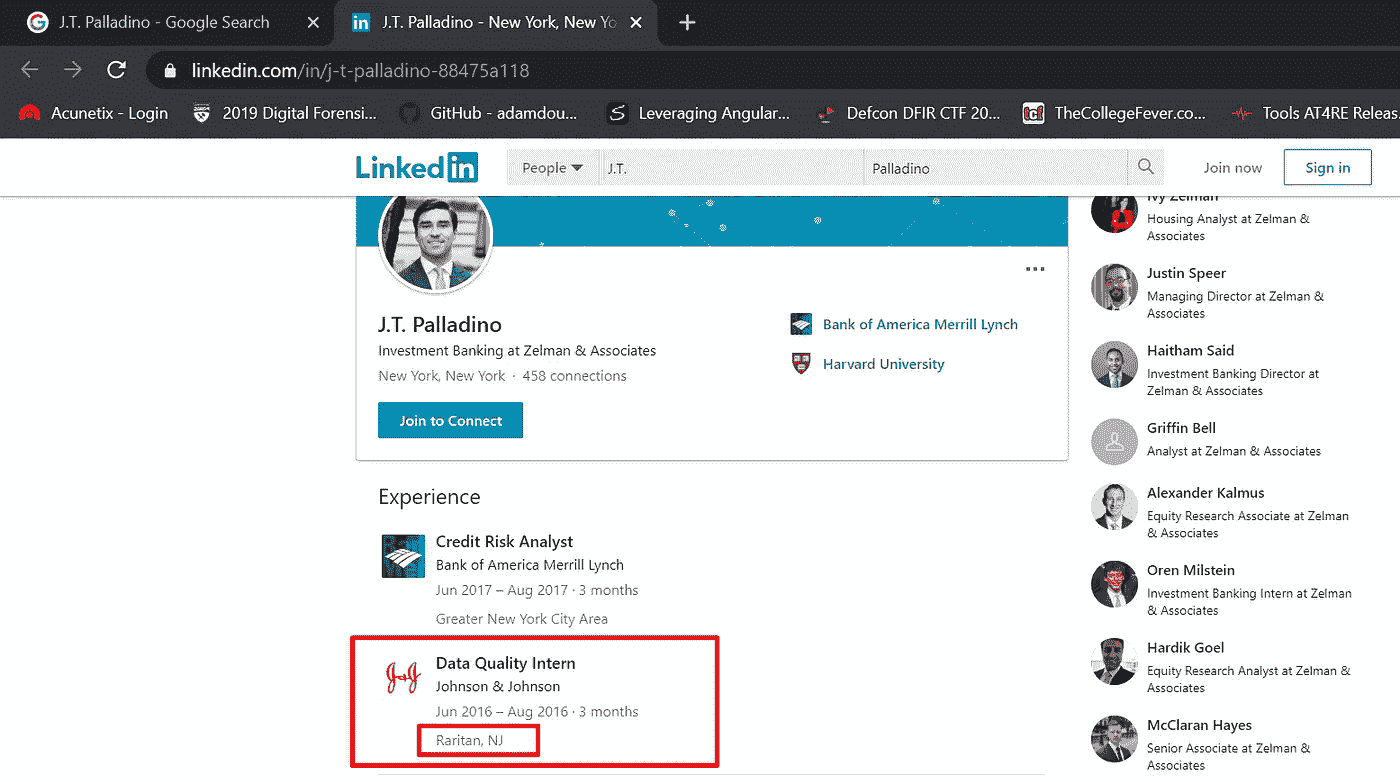 J.T. Palladino - Google Search
J.T. Palladino - New York, New Yo
linkedin.com/in/j-t-palladino-88475a118
Acunetix - Login
2019 Digital Forensi...
GitHub - adamdou...
Leveraging Angular...
Defcon DFIR CTF 20...
TheCollegeFever.co...
Tools AT4RE Releas.
Linkedin
People
J.T.
Palladino
Join now
Sign in
J.T. Palladino
Investment Banking at Zelman & Associates
New York, New York · 458 connections
Join to Connect
Bank of America Merrill Lynch
Harvard University
Experience
Credit Risk Analyst
Bank of America Merrill Lynch
Jun 2017 – Aug 2017 · 3 months
Greater New York City Area
J&J
Data Quality Intern
Johnson & Johnson
Jun 2016 – Aug 2016 · 3 months
Raritan, NJ
Ivy Zelman
Housing Analyst at Zelman &
Associates
Justin Speer
Managing Director at Zelman &
Associates
Haitham Said
Investment Banking Director at
Zelman & Associates
Griffin Bell
Analyst at Zelman & Associates
Alexander Kalmus
Equity Research Associate at Zelman
& Associates
Oren Milstein
Investment Banking Intern at Zelman
& Associates
Hardik Goel
Equity Research Analyst at Zelman &
Associates
McClaran Hayes
Senior Associate at Zelman &
Associates